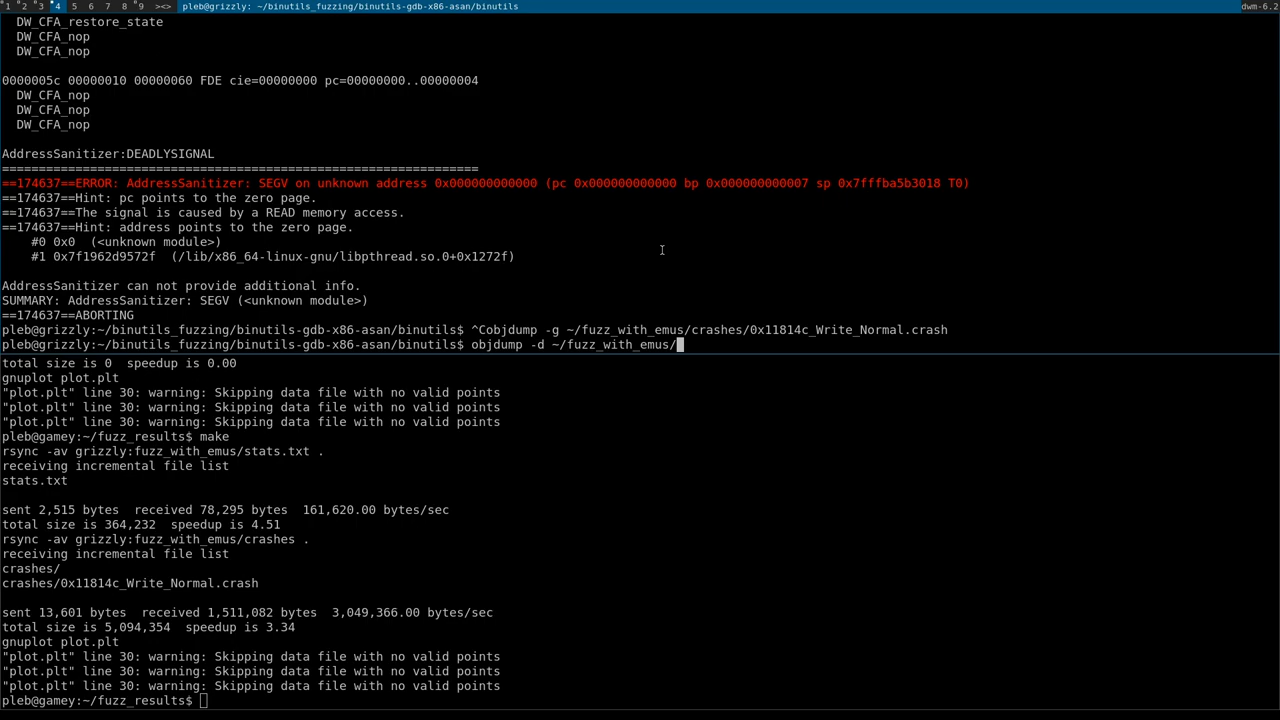 1 2 3 4 5 6 7 8 9 ><> pleb@grizzly: ~/binutils_fuzzing/binutils-gdb-x86-asan/binutils dwm-6.2
DW_CFA_restore_state
DW_CFA_nop
DW_CFA_nop
0000005c 00000010 00000060 FDE cie=00000000 pc=00000000..00000004
DW_CFA_nop
DW_CFA_nop
DW_CFA_nop
AddressSanitizer:DEADLYSIGNAL
=================================================================
==174637==ERROR: AddressSanitizer: SEGV on unknown address 0x000000000000 (pc 0x000000000000 bp 0x000000000007 sp 0x7fffba5b3018 T0)
==174637==Hint: pc points to the zero page.
==174637==The signal is caused by a READ memory access.
==174637==Hint: address points to the zero page.
#0 0x0 (<unknown module>)
#1 0x7f1962d9572f (/lib/x86_64-linux-gnu/libpthread.so.0+0x1272f)
AddressSanitizer can not provide additional info.
SUMMARY: AddressSanitizer: SEGV (<unknown module>)
==174637==ABORTING
pleb@grizzly:~/binutils_fuzzing/binutils-gdb-x86-asan/binutils$ ^Cobjdump -g ~/fuzz_with_emus/crashes/0x11814c_Write_Normal.crash
pleb@grizzly:~/binutils_fuzzing/binutils-gdb-x86-asan/binutils$ objdump -d ~/fuzz_with_emus/
total size is 0 speedup is 0.00
gnuplot plot.plt
"plot.plt" line 30: warning: Skipping data file with no valid points
"plot.plt" line 30: warning: Skipping data file with no valid points
"plot.plt" line 30: warning: Skipping data file with no valid points
pleb@gamey:~/fuzz_results$ make
rsync -av grizzly:fuzz_with_emus/stats.txt .
receiving incremental file list
stats.txt
sent 2,515 bytes received 78,295 bytes 161,620.00 bytes/sec
total size is 364,232 speedup is 4.51
rsync -av grizzly:fuzz_with_emus/crashes .
receiving incremental file list
crashes/
crashes/0x11814c_Write_Normal.crash
sent 13,601 bytes received 1,511,082 bytes 3,049,366.00 bytes/sec
total size is 5,094,354 speedup is 3.34
gnuplot plot.plt
"plot.plt" line 30: warning: Skipping data file with no valid points
"plot.plt" line 30: warning: Skipping data file with no valid points
"plot.plt" line 30: warning: Skipping data file with no valid points
pleb@gamey:~/fuzz_results$